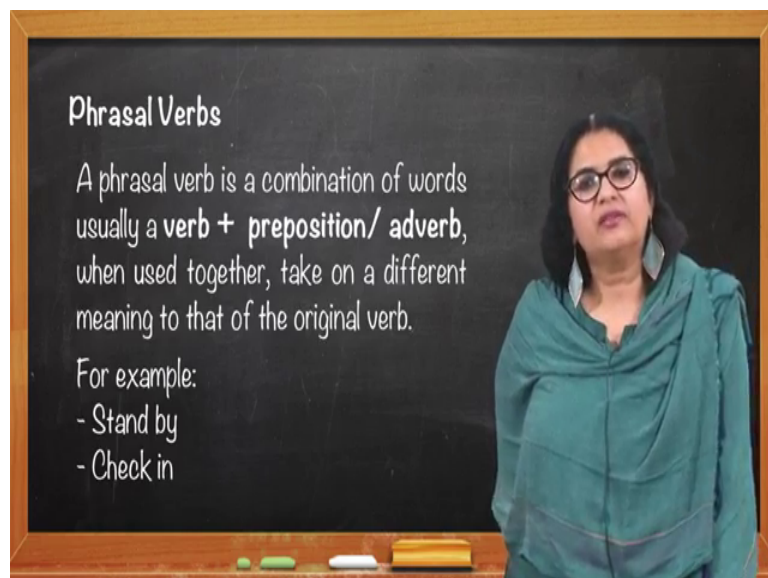 Phrasal Verbs
A phrasal verb is a combination of words
usually a verb + preposition/ adverb,
when used together, take on a different
meaning to that of the original verb.
For example:
- Stand by
- Check in